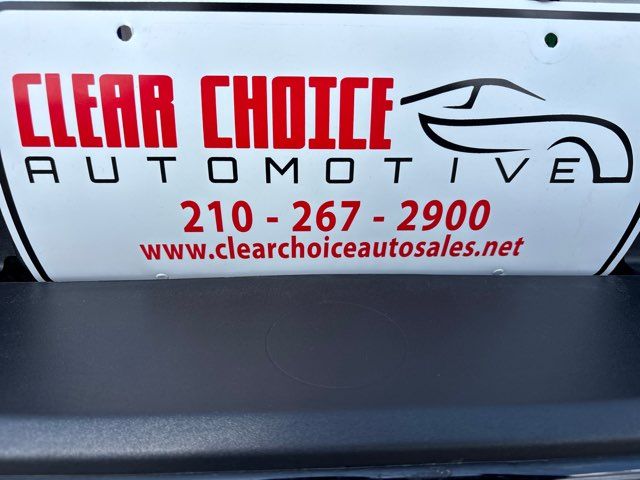 CLEAR CHOICE
AUTOMOTIVE
210 - 267 - 2900
www.clearchoiceautosales.net